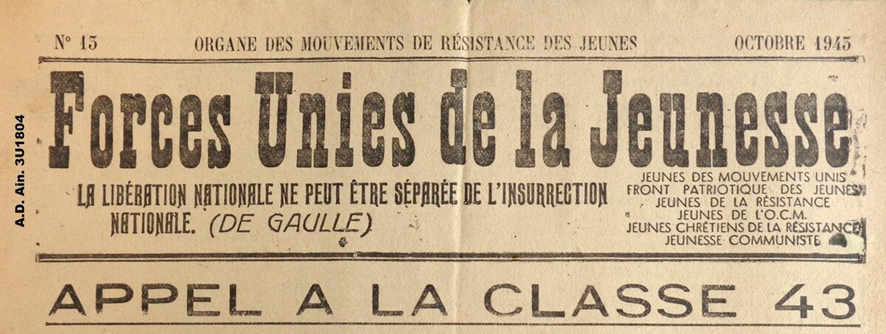 N° 13 ORGANE DES MOUVEMENTS DE RÉSISTANCE DES JEUNES OCTOBRE 1943
Forces Unies de la Jeunesse
LA LIBÉRATION NATIONALE NE PEUT ÊTRE SÉPARÉE DE L'INSURRECTION
NATIONALE. (DE GAULLE)
JEUNES DES MOUVEMENTS UNIS
FRONT PATRIOTIQUE DES JEUNES
JEUNES DE LA RÉSISTANCE
JEUNES DE L'O.C.M.
JEUNES CHRÉTIENS DE LA RÉSISTANCE
JEUNESSE COMMUNISTE
APPEL A LA CLASSE 43
A.D. Ain. 3U1804